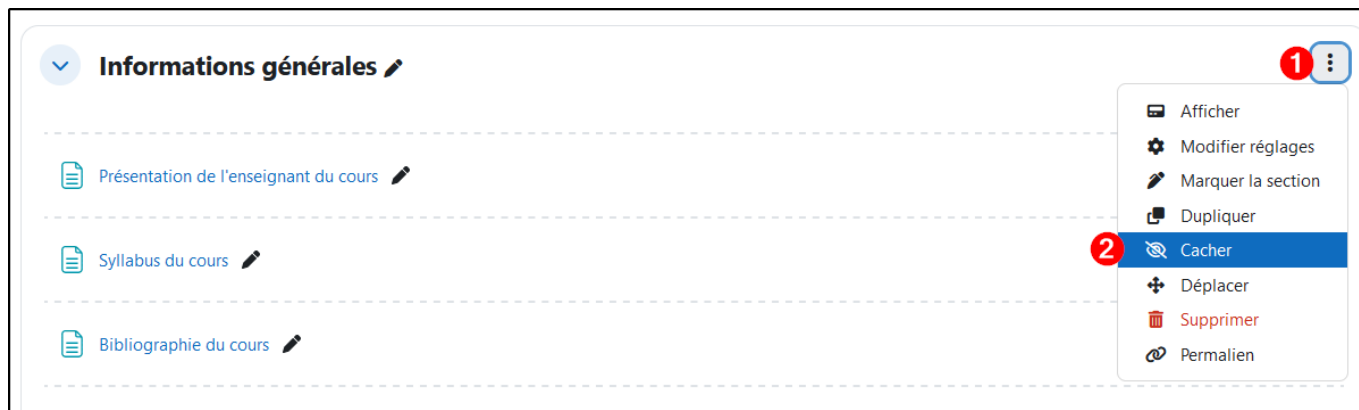 Informations générales
1
Afficher
Modifier réglages
Présentation de l'enseignant du cours
Marquer la section
Dupliquer
2
Cacher
Syllabus du cours
Déplacer
Supprimer
Bibliographie du cours
Permalien